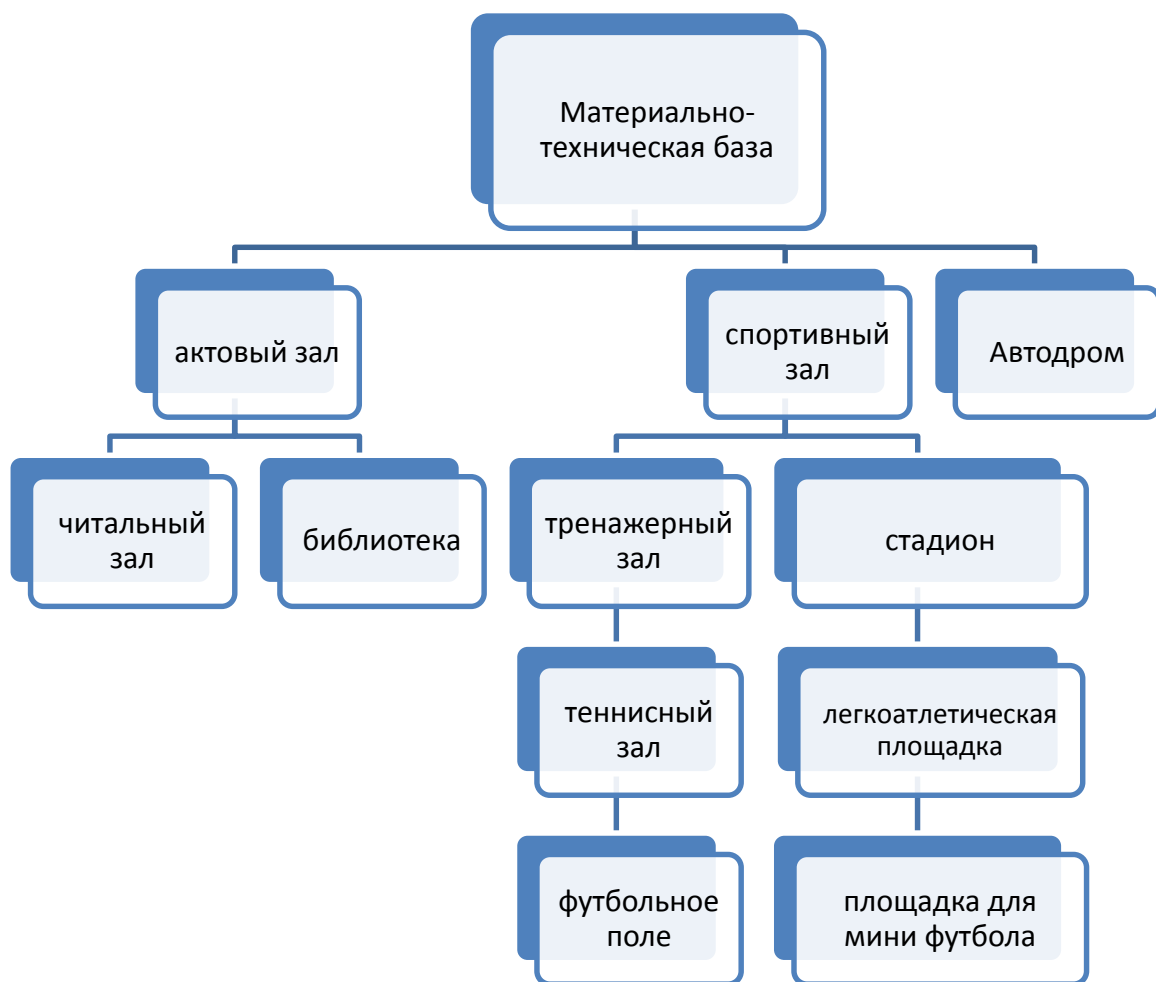 Материально-
техническая база
актовый зал
спортивный
зал
Автодром
читальный
зал
библиотека
тренажерный
зал
стадион
теннисный
зал
легкоатлетическая
площадка
футбольное
поле
площадка для
мини футбола